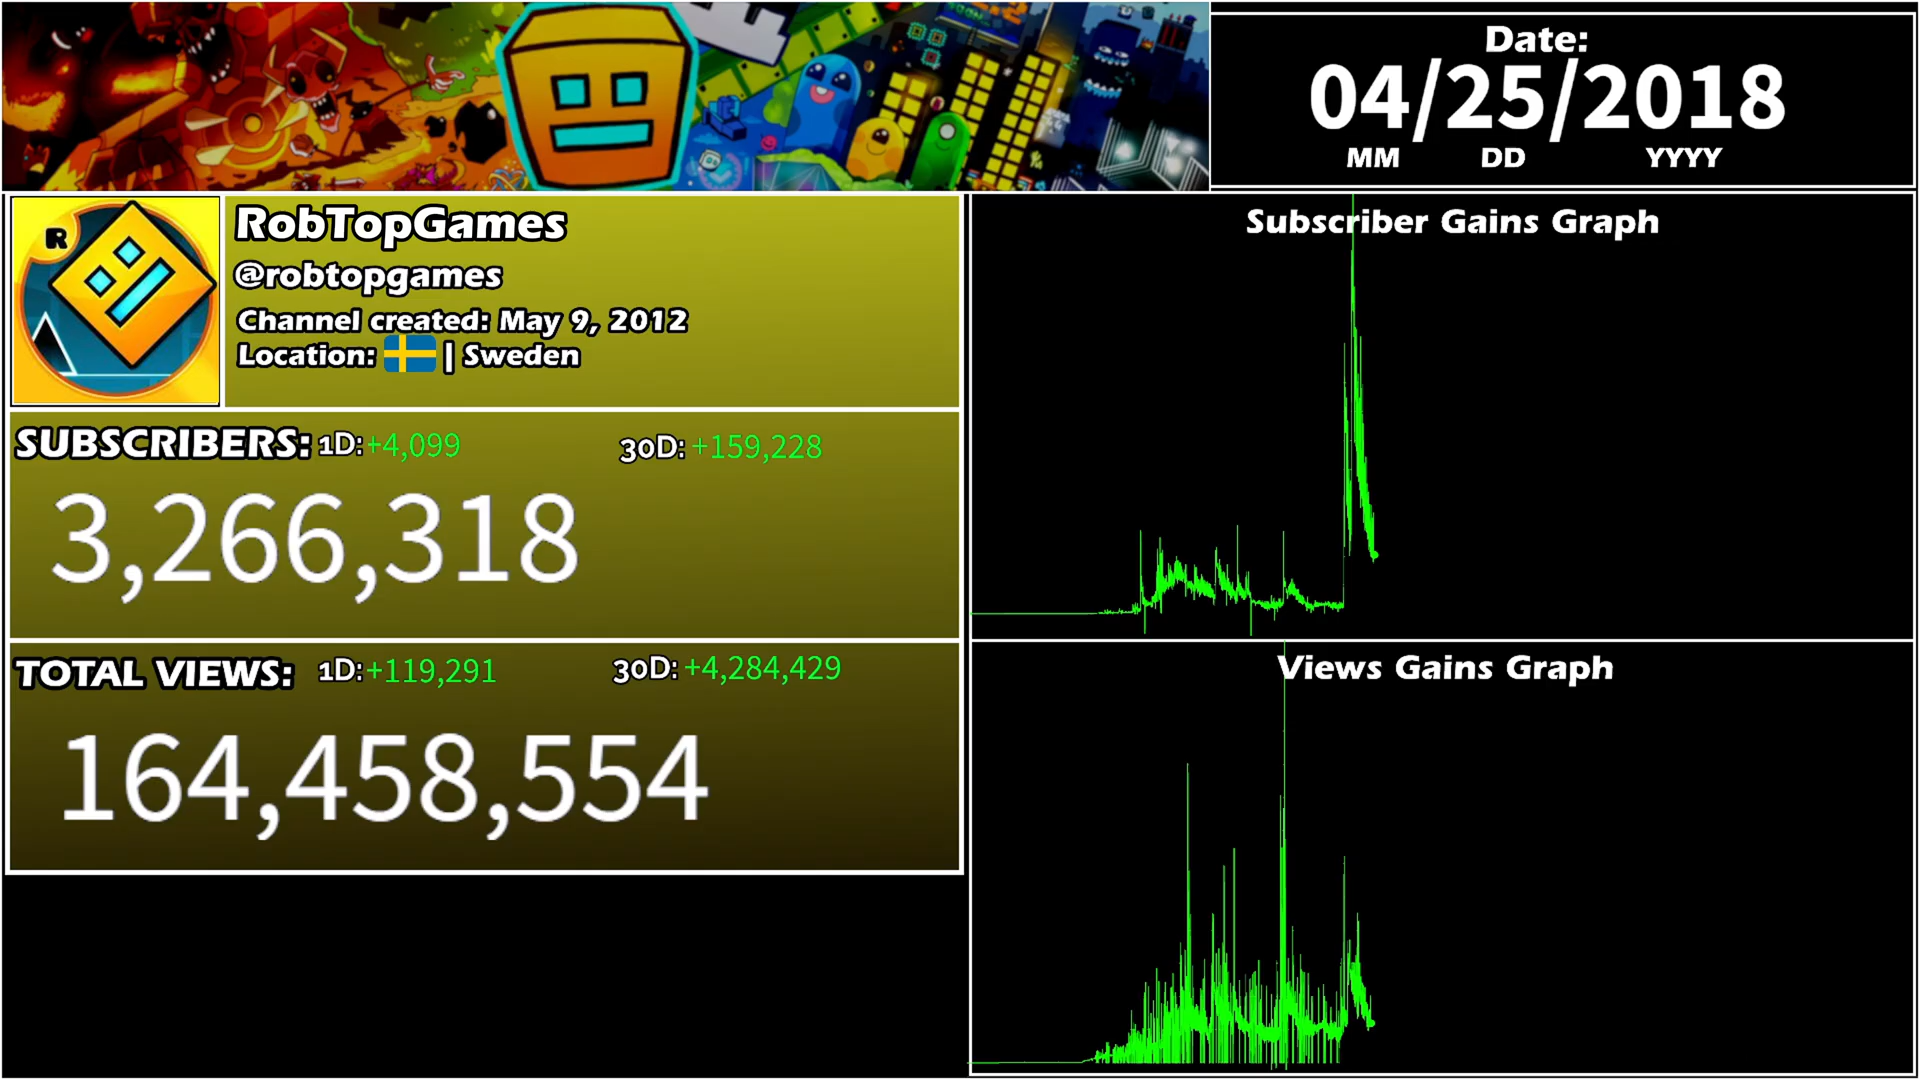 Date:
04/25/2018
MM DD YYYY
R
RobTopGames
@robtopgames
Channel created: May 9, 2012
Location: | Sweden
SUBSCRIBERS: 1D: +4,099 30D: +159,228
3,266,318
TOTAL VIEWS: 1D: +119,291 30D: +4,284,429
164,458,554
Subscriber Gains Graph
Views Gains Graph